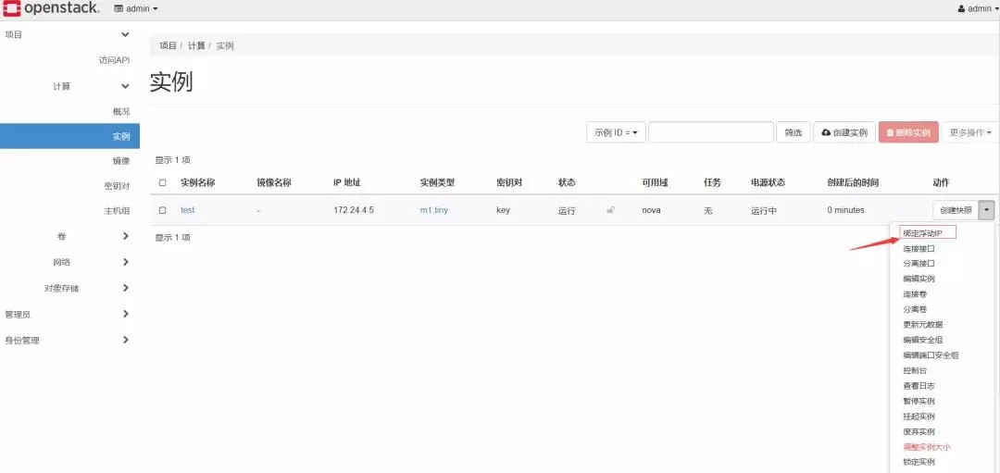 openstack. admin admin
项目
访问API
计算
概况
实例
镜像
密钥对
主机组
卷
网络
对象存储
管理员
身份管理
项目 / 计算 / 实例
实例
示例 ID = 筛选 创建实例 删除实例 更多操作
显示 1 项
实例名称 镜像名称 IP 地址 实例类型 密钥对 状态 可用域 任务 电源状态 创建后的时间 动作
test - 172.24.4.5 m1.tiny key 运行 nova 无 运行中 0 minutes 创建快照
显示 1 项
绑定浮动IP
连接接口
分离接口
编辑实例
连接卷
分离卷
更新元数据
编辑安全组
编辑端口安全组
控制台
查看日志
暂停实例
挂起实例
废弃实例
调整实例大小
锁定实例